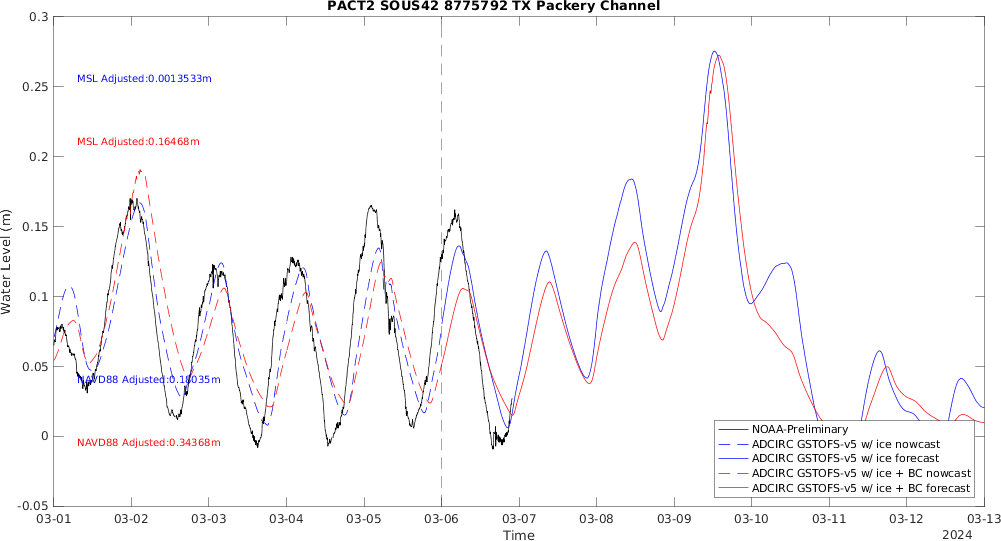 PACT2 SOUS42 8775792 TX Packery Channel
0.3
0.25
0.2
0.15
0.1
0.05
0
-0.05
Water Level (m)
MSL Adjusted:0.0013533m
MSL Adjusted:0.16468m
NAVD88 Adjusted:0.18035m
NAVD88 Adjusted:0.34368m
NOAA-Preliminary
ADCIRC GSTOFS-v5 w/ ice nowcast
ADCIRC GSTOFS-v5 w/ ice forecast
ADCIRC GSTOFS-v5 w/ ice + BC nowcast
ADCIRC GSTOFS-v5 w/ ice + BC forecast
03-01 03-02 03-03 03-04 03-05 03-06 03-07 03-08 03-09 03-10 03-11 03-12 03-13
Time
2024